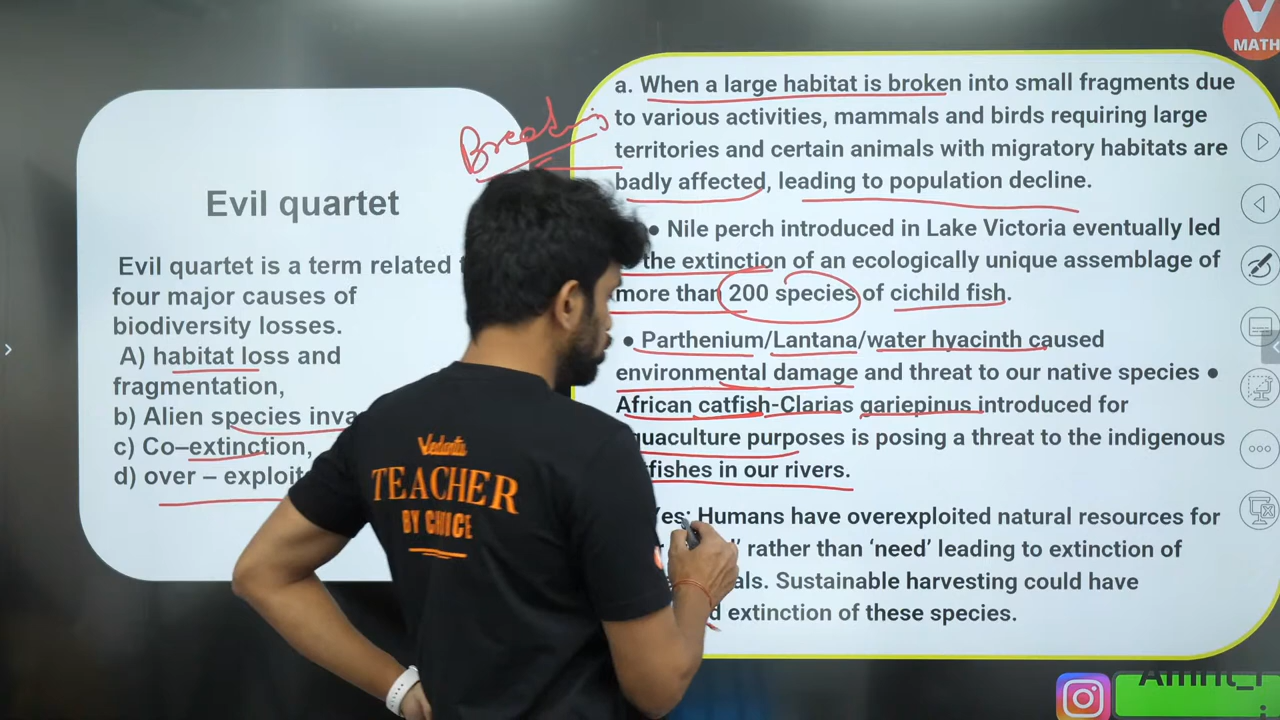 MATH
Breaking
Evil quartet
Evil quartet is a term related
four major causes of
biodiversity losses.
A) habitat loss and
fragmentation,
b) Alien species inva
c) Co–extinction,
d) over – exploit
a. When a large habitat is broken into small fragments due
to various activities, mammals and birds requiring large
territories and certain animals with migratory habitats are
badly affected, leading to population decline.
• Nile perch introduced in Lake Victoria eventually led
the extinction of an ecologically unique assemblage of
more than 200 species of cichild fish.
• Parthenium/Lantana/water hyacinth caused
environmental damage and threat to our native species •
African catfish-Clarias gariepinus introduced for
quaculture purposes is posing a threat to the indigenous
fishes in our rivers.
Yes: Humans have overexploited natural resources for
rather than ‘need’ leading to extinction of
als. Sustainable harvesting could have
d extinction of these species.
Vedantu
TEACHER
BY CHOICE